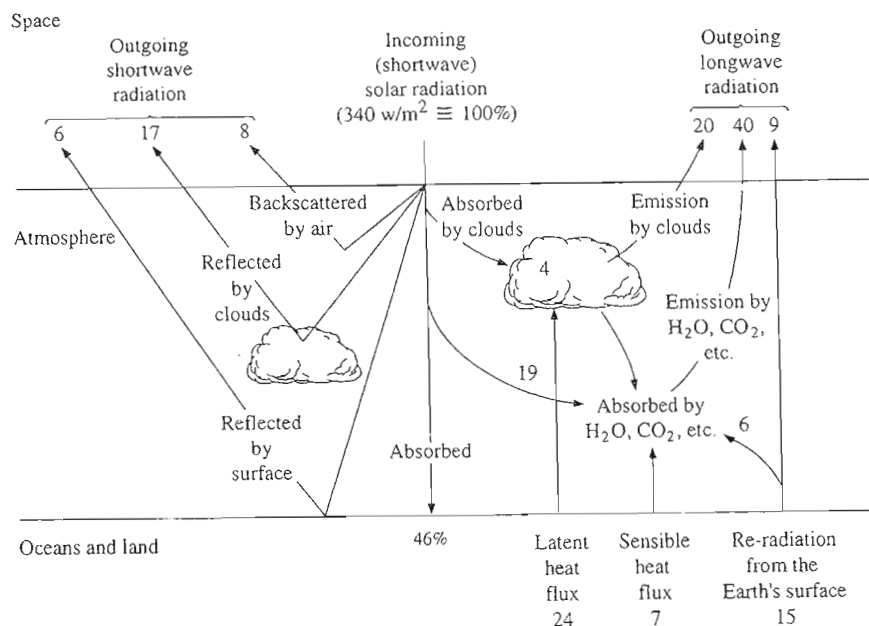 Space
Outgoing
shortwave
radiation
6 17 8
Incoming
(shortwave)
solar radiation
(340 w/m² ≡ 100%)
Outgoing
longwave
radiation
20 40 9
Atmosphere
Backscattered
by air
Reflected
by
clouds
Reflected
by
surface
Absorbed
by clouds
4
Emission
by clouds
Emission by
H₂O, CO₂,
etc.
19
Absorbed by
H₂O, CO₂, etc.
6
Absorbed
Oceans and land
46%
Latent
heat
flux
24
Sensible
heat
flux
7
Re-radiation
from the
Earth's surface
15